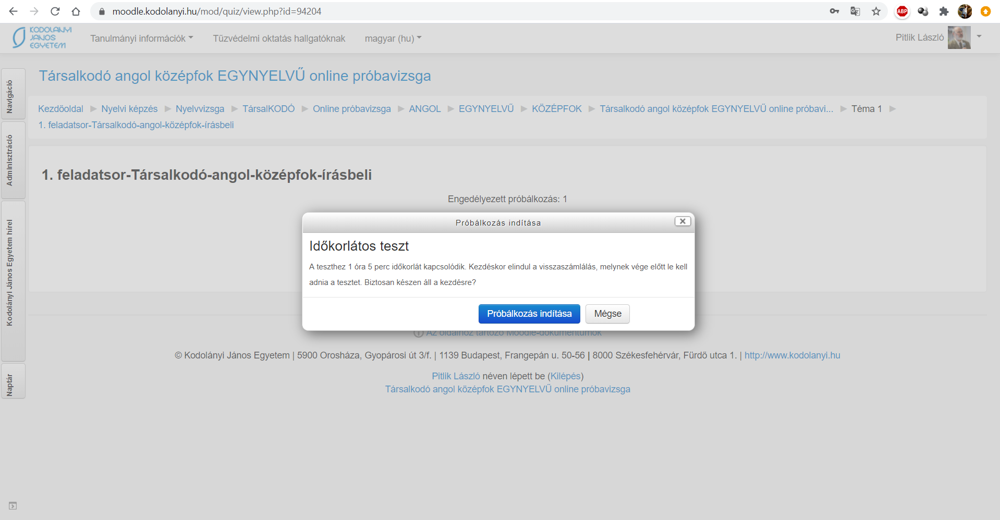 moodle.kodolanyi.hu/mod/quiz/view.php?id=94204
ABP
KODOLÁNYI
JÁNOS
EGYETEM
Tanulmányi információk
Tűzvédelmi oktatás hallgatóknak
magyar (hu)
Pitlik László
Társalkodó angol középfok EGYNYELVŰ online próbavizsga
Navigáció
Kezdőoldal ► Nyelvi képzés ► Nyelvvizsga ► TársalKODÓ ► Online próbavizsga ► ANGOL ► EGYNYELVŰ ► KÖZÉPFOK ► Társalkodó angol középfok EGYNYELVŰ online próbavi... ► Téma 1 ►
1. feladatsor-Társalkodó-angol-középfok-írásbeli
Adminisztráció
1. feladatsor-Társalkodó-angol-középfok-írásbeli
Engedélyezett próbálkozás: 1
Kodolányi János Egyetem hírei
Próbálkozás indítása
Időkorlátos teszt
A teszthez 1 óra 5 perc időkorlát kapcsolódik. Kezdéskor elindul a visszaszámlálás, melynek vége előtt le kell
adnia a tesztet. Biztosan készen áll a kezdésre?
Próbálkozás indítása
Mégse
Az oldalhoz tartozó Moodle-dokumentumok
© Kodolányi János Egyetem | 5900 Orosháza, Gyopárosi út 3/f. | 1139 Budapest, Frangepán u. 50-56 | 8000 Székesfehérvár, Fürdő utca 1. | http://www.kodolanyi.hu
Pitlik László néven lépett be (Kilépés)
Társalkodó angol középfok EGYNYELVŰ online próbavizsga
Naptár